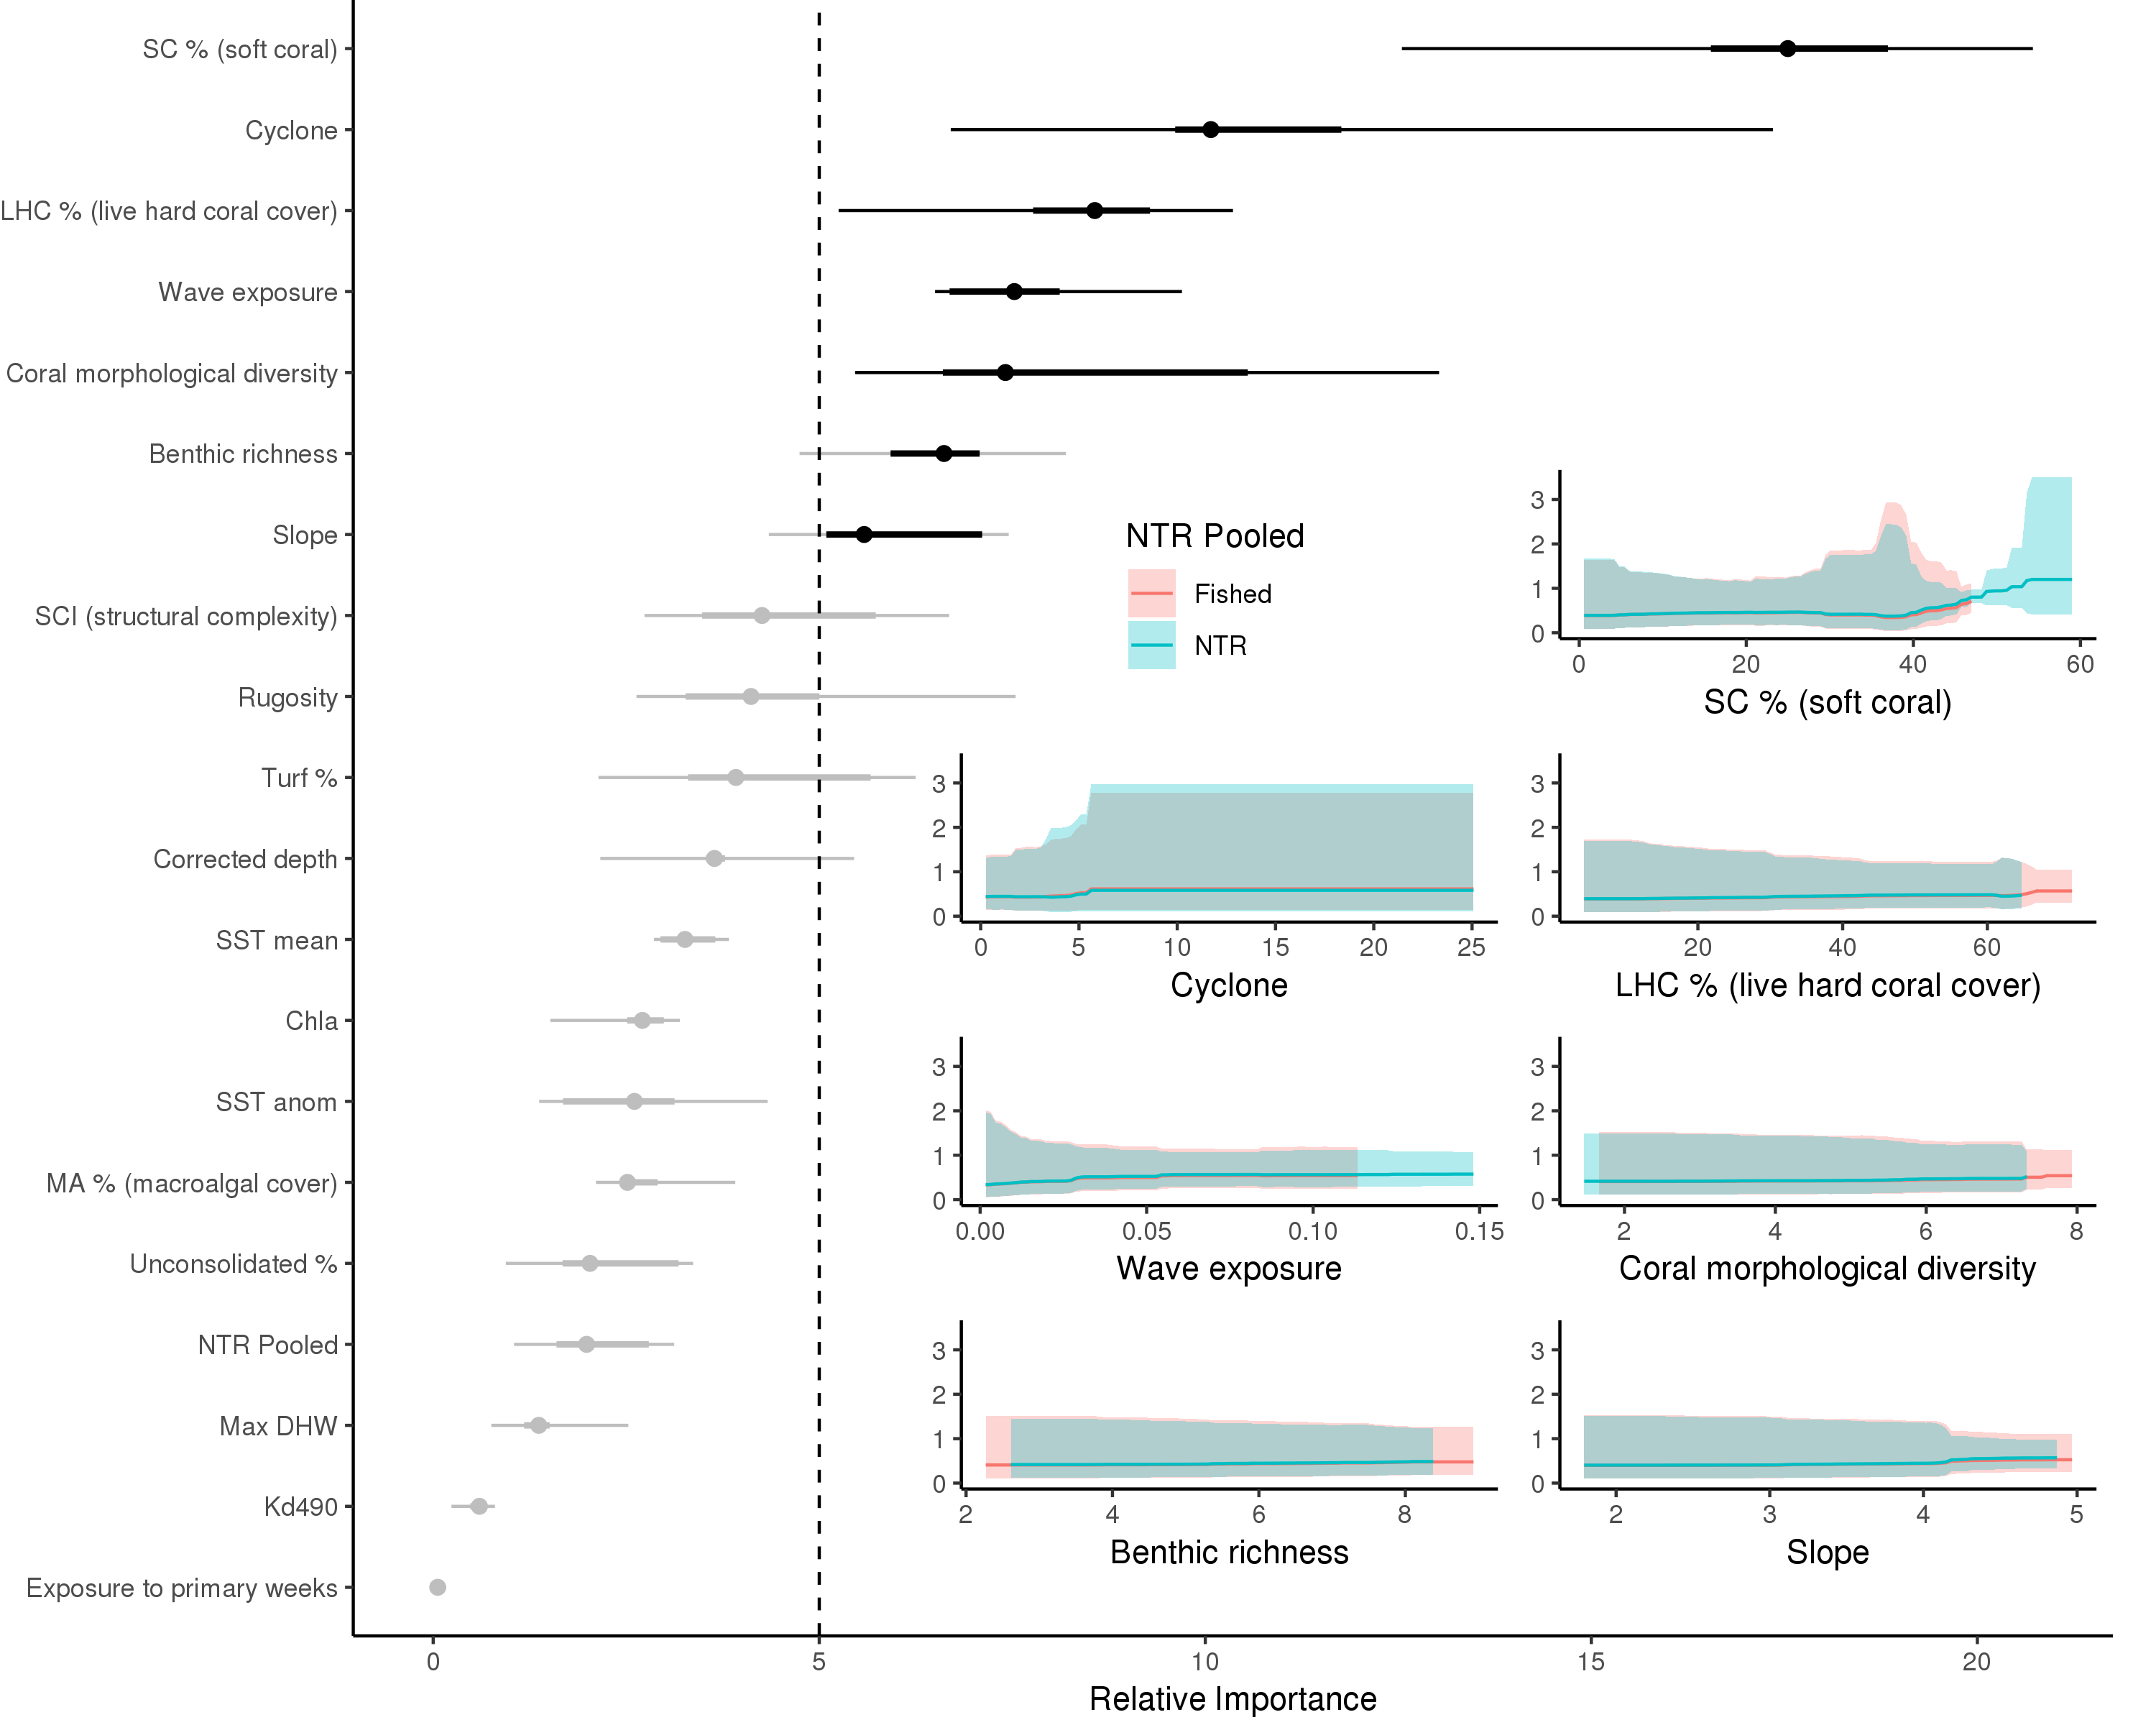 SC % (soft coral)
Cyclone
LHC % (live hard coral cover)
Wave exposure
Coral morphological diversity
Benthic richness
Slope
SCI (structural complexity)
Rugosity
Turf %
Corrected depth
SST mean
Chla
SST anom
MA % (macroalgal cover)
Unconsolidated %
NTR Pooled
Max DHW
Kd490
Exposure to primary weeks
0 5 10 15 20
Relative Importance
NTR Pooled
Fished
NTR
3
2
1
0
0 20 40 60
SC % (soft coral)
3
2
1
0
0 5 10 15 20 25
Cyclone
3
2
1
0
20 40 60
LHC % (live hard coral cover)
3
2
1
0
0.00 0.05 0.10 0.15
Wave exposure
3
2
1
0
2 4 6 8
Coral morphological diversity
3
2
1
0
2 4 6 8
Benthic richness
3
2
1
0
2 3 4 5
Slope